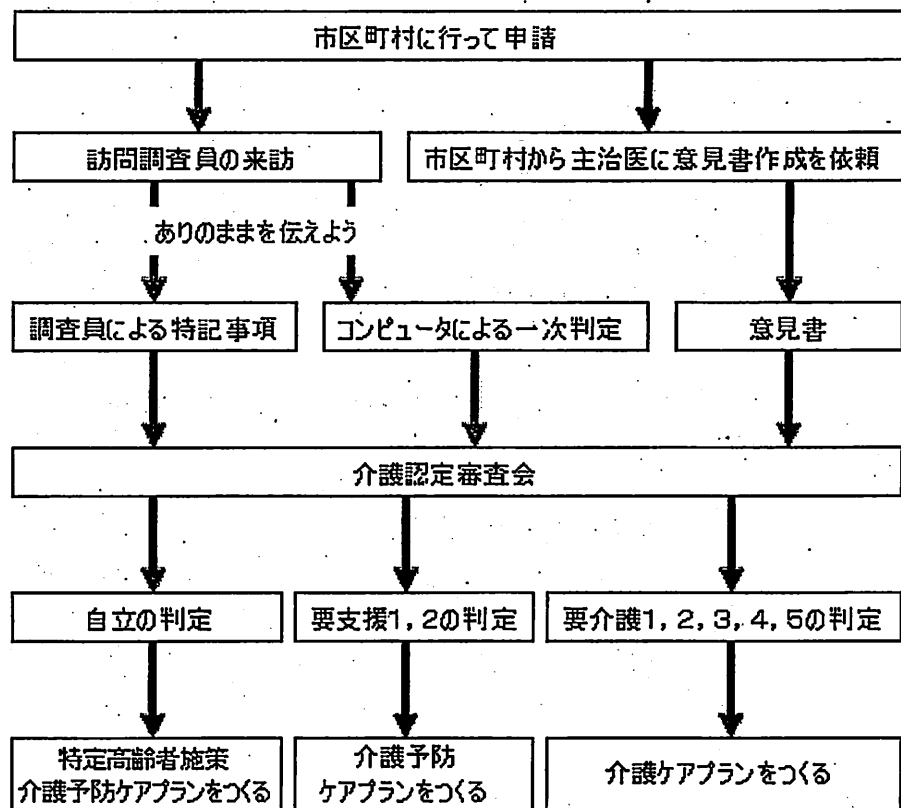 市区町村に行って申請
訪問調査員の来訪
市区町村から主治医に意見書作成を依頼
ありのままを伝えよう
調査員による特記事項
コンピュータによる一次判定
意見書
介護認定審査会
自立の判定
要支援1,2の判定
要介護1,2,3,4,5の判定
特定高齢者施策
介護予防ケアプランをつくる
介護予防
ケアプランをつくる
介護ケアプランをつくる